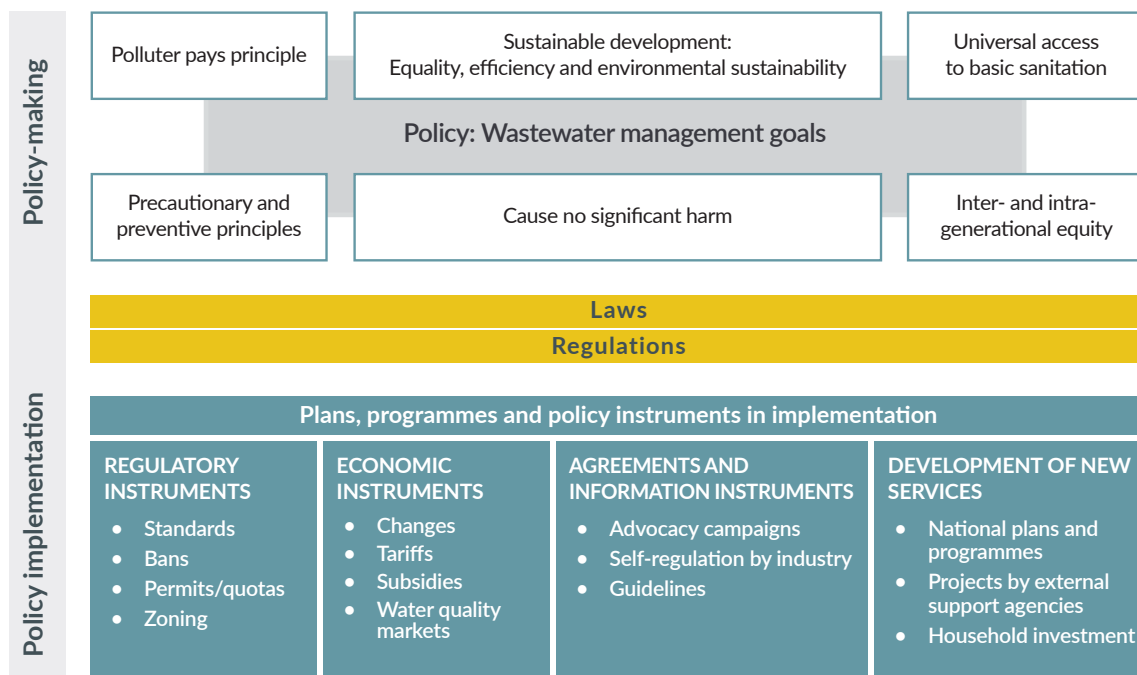 Policy-making
Polluter pays principle
Sustainable development:
Equality, efficiency and environmental sustainability
Universal access
to basic sanitation
Policy: Wastewater management goals
Precautionary and
preventive principles
Cause no significant harm
Inter- and intra-
generational equity
Laws
Regulations
Policy implementation
Plans, programmes and policy instruments in implementation
REGULATORY
INSTRUMENTS
• Standards
• Bans
• Permits/quotas
• Zoning
ECONOMIC
INSTRUMENTS
• Changes
• Tariffs
• Subsidies
• Water quality
markets
AGREEMENTS AND
INFORMATION INSTRUMENTS
• Advocacy campaigns
• Self-regulation by industry
• Guidelines
DEVELOPMENT OF NEW
SERVICES
• National plans and
programmes
• Projects by external
support agencies
• Household investment